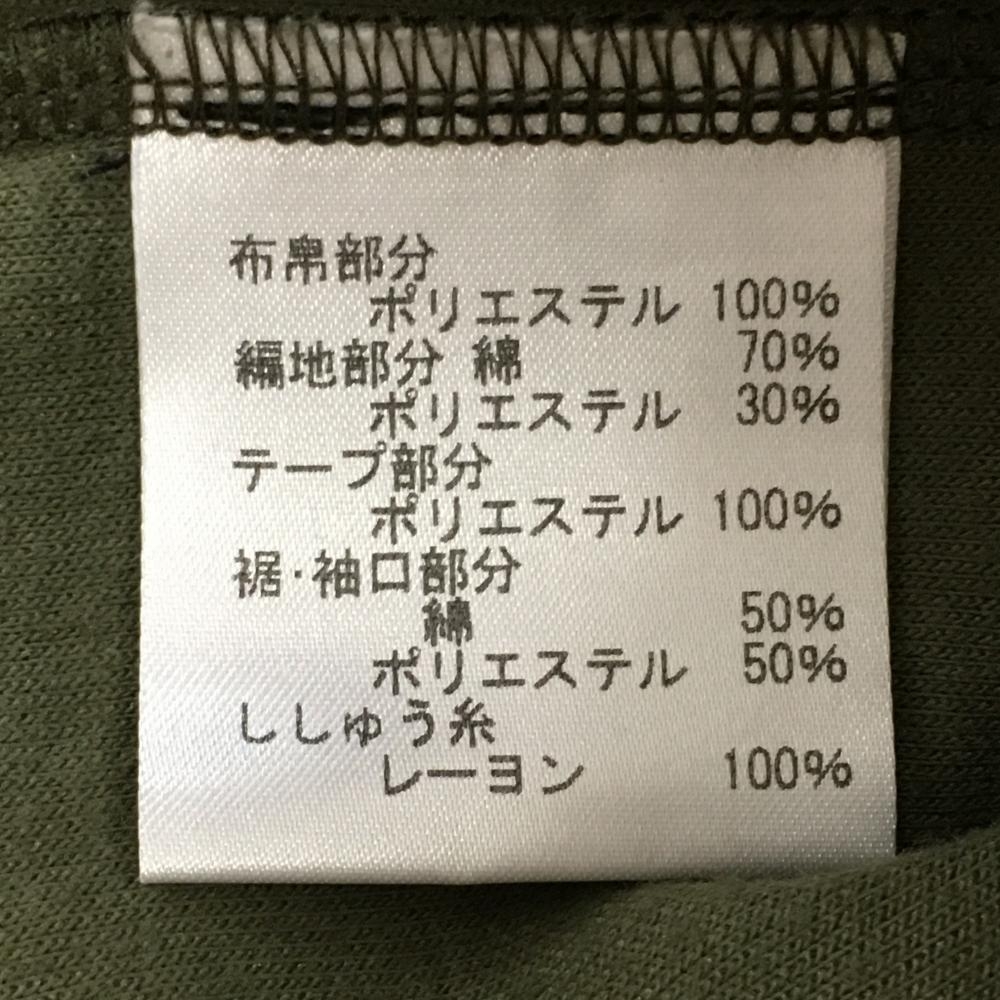 布帛部分
ポリエステル 100%
編地部分 綿 70%
ポリエステル 30%
テープ部分
ポリエステル 100%
裾・袖口部分
綿 50%
ポリエステル 50%
ししゅう糸
レーヨン 100%